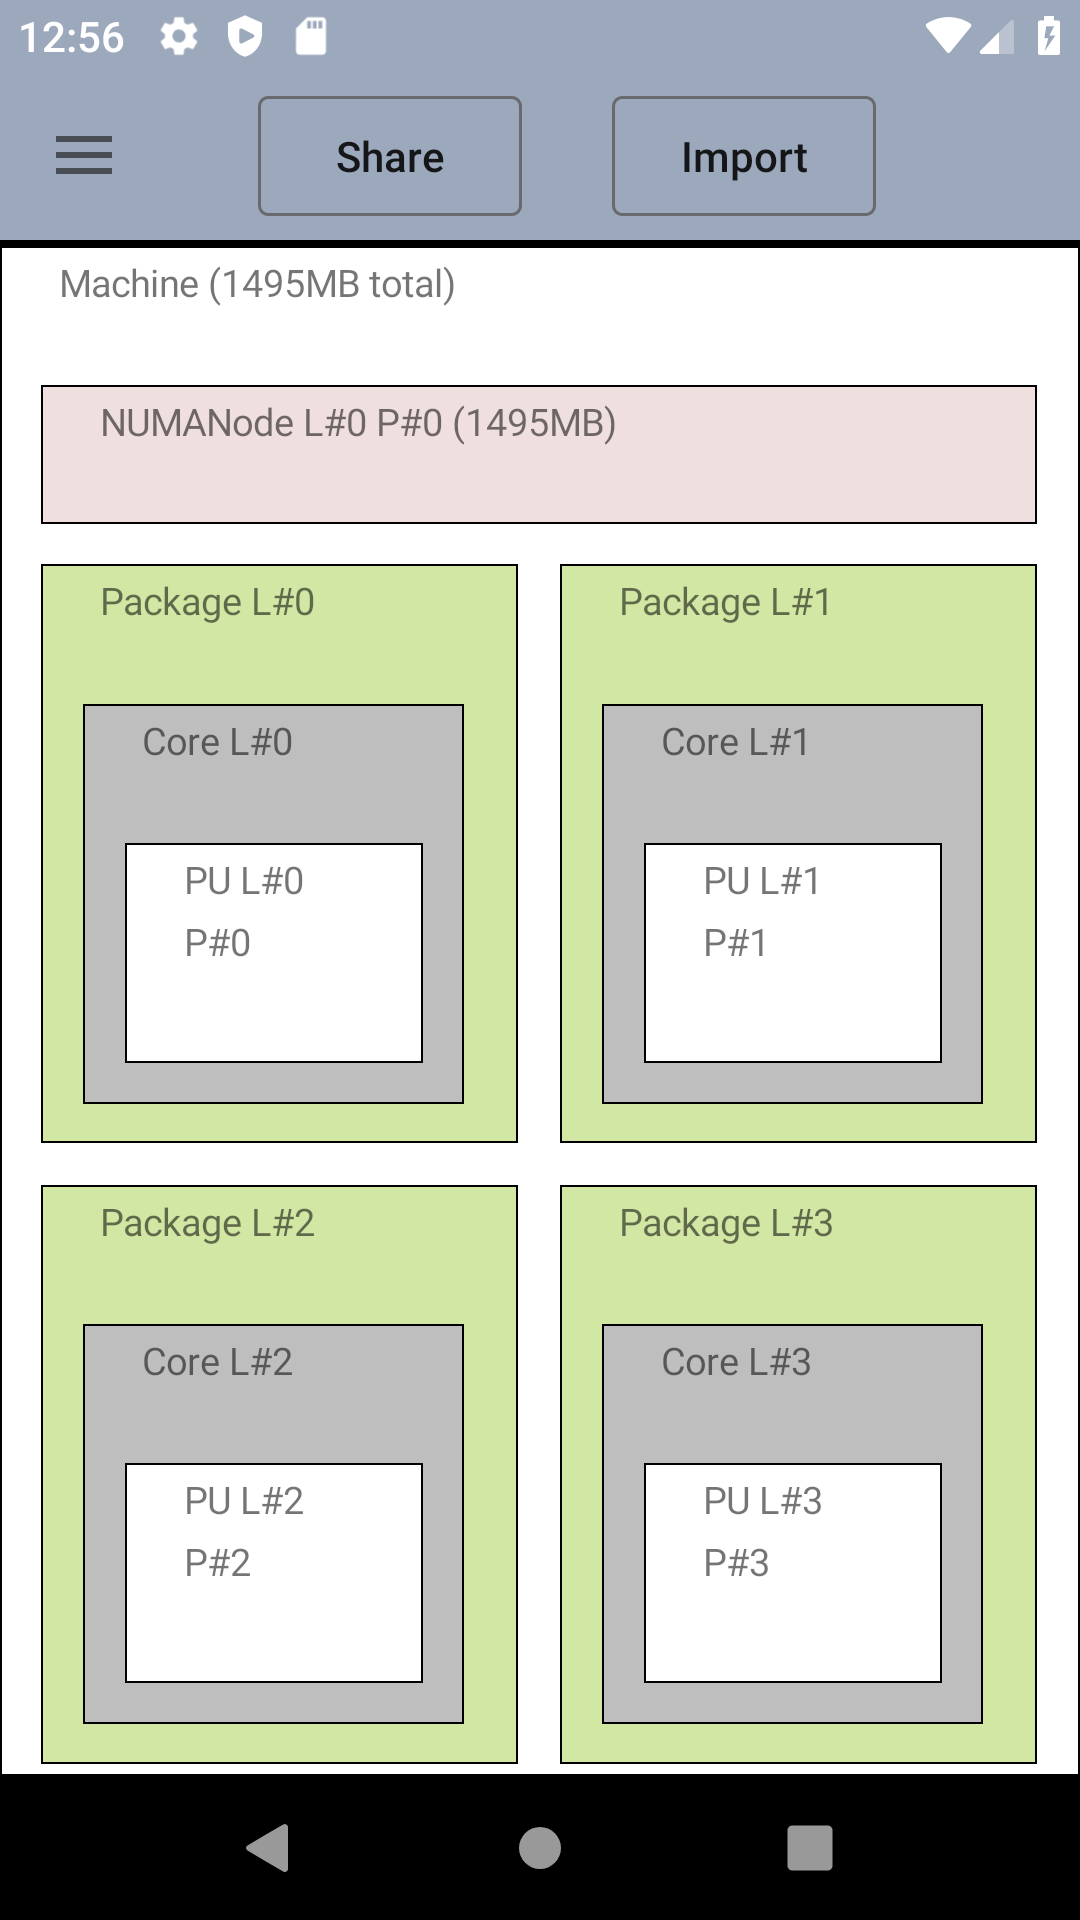 12:56
Share Import
Machine (1495MB total)
NUMANode L#0 P#0 (1495MB)
Package L#0
Core L#0
PU L#0
P#0
Package L#1
Core L#1
PU L#1
P#1
Package L#2
Core L#2
PU L#2
P#2
Package L#3
Core L#3
PU L#3
P#3